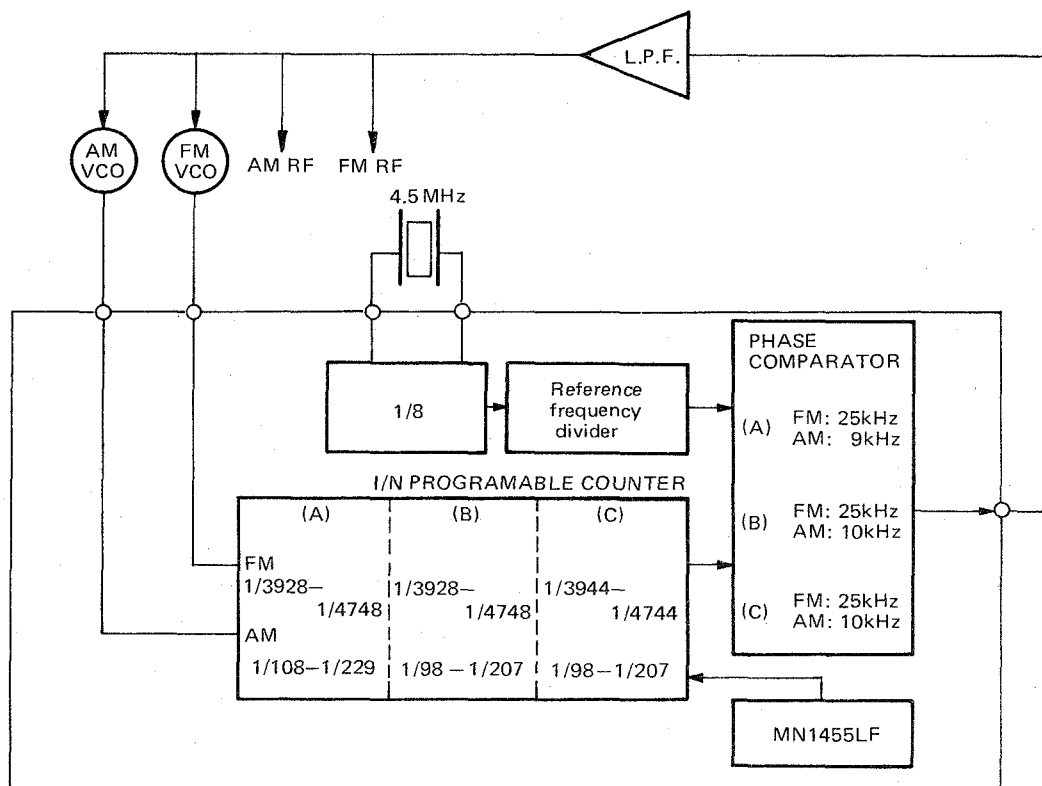 L.P.F.
AM
VCO
FM
VCO
AM RF
FM RF
4.5 MHz
1/8
Reference
frequency
divider
PHASE
COMPARATOR
(A) FM: 25kHz
AM: 9kHz
(B) FM: 25kHz
AM: 10kHz
(C) FM: 25kHz
AM: 10kHz
I/N PROGRAMABLE COUNTER
(A) (B) (C)
FM
1/3928– 1/3928– 1/3944–
1/4748 1/4748 1/4744
AM
1/108–1/229 1/98 – 1/207 1/98 – 1/207
MN1455LF